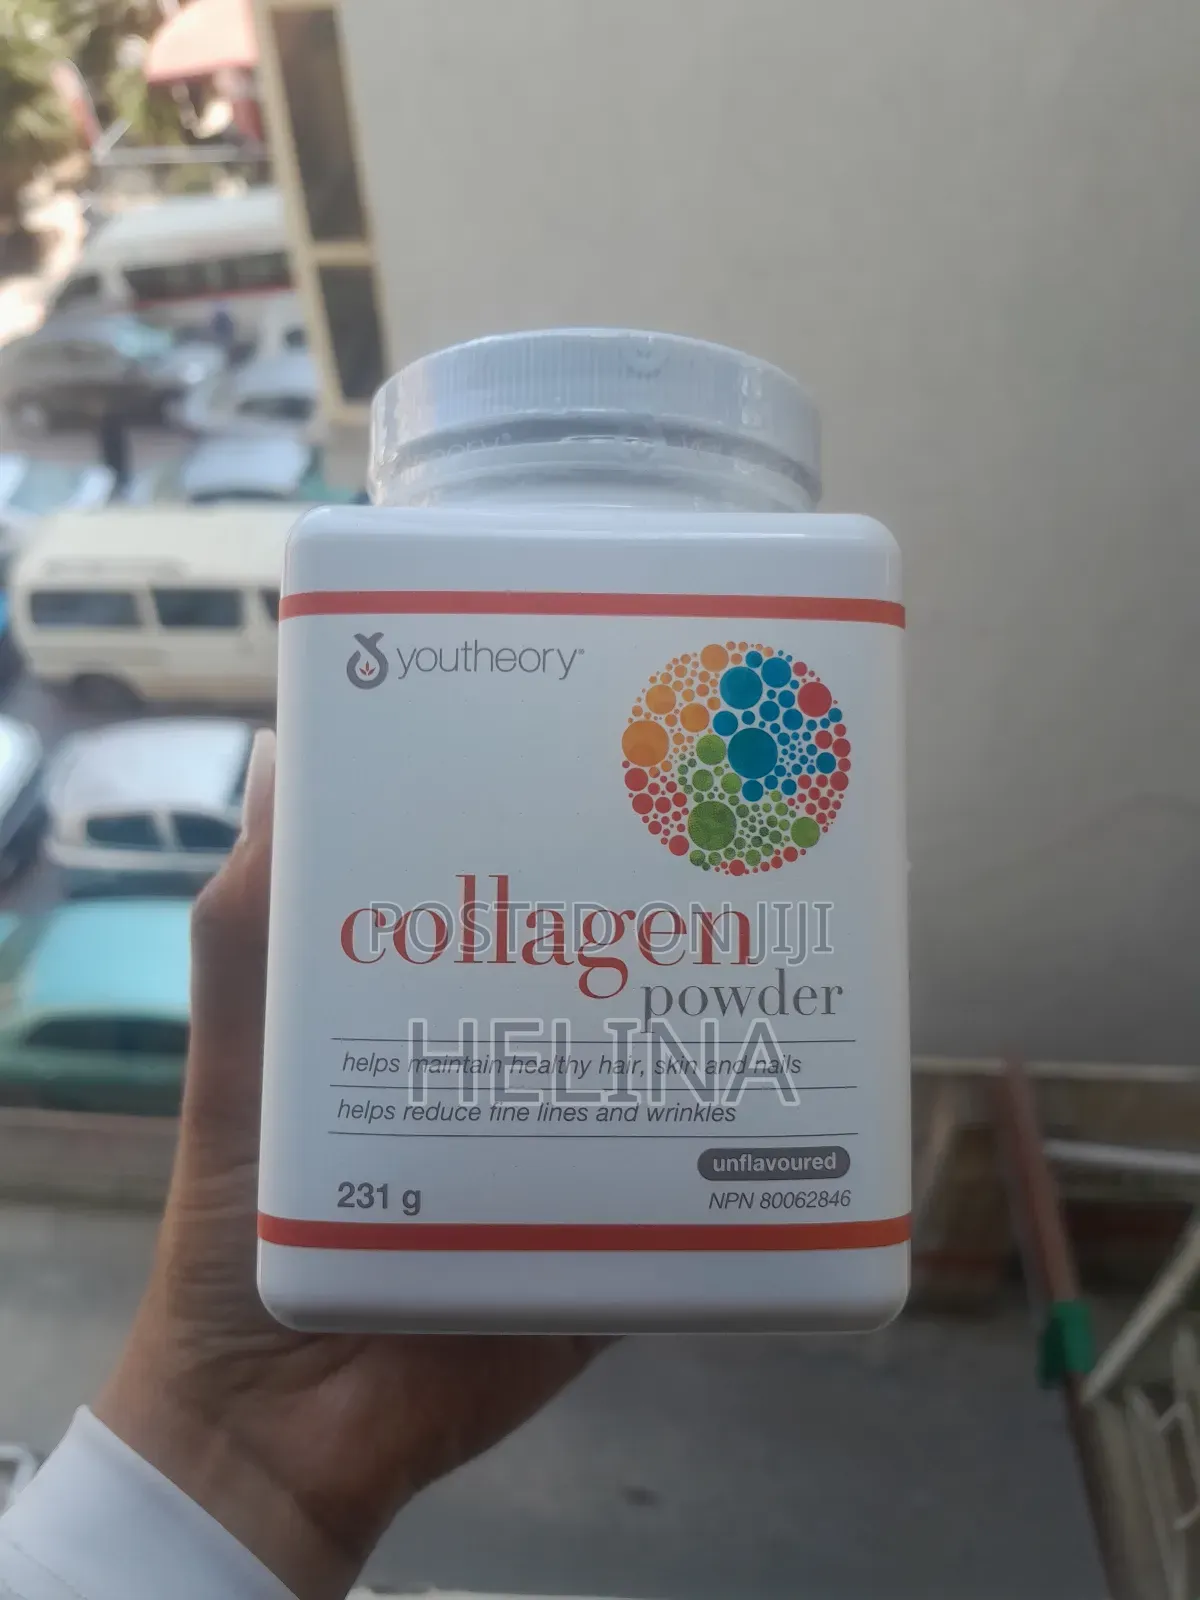 youtheory®
collagen
POSTED ON JIJI
powder
HELINA
helps maintain healthy hair, skin and nails
helps reduce fine lines and wrinkles
unflavoured
231 g
NPN 80062846